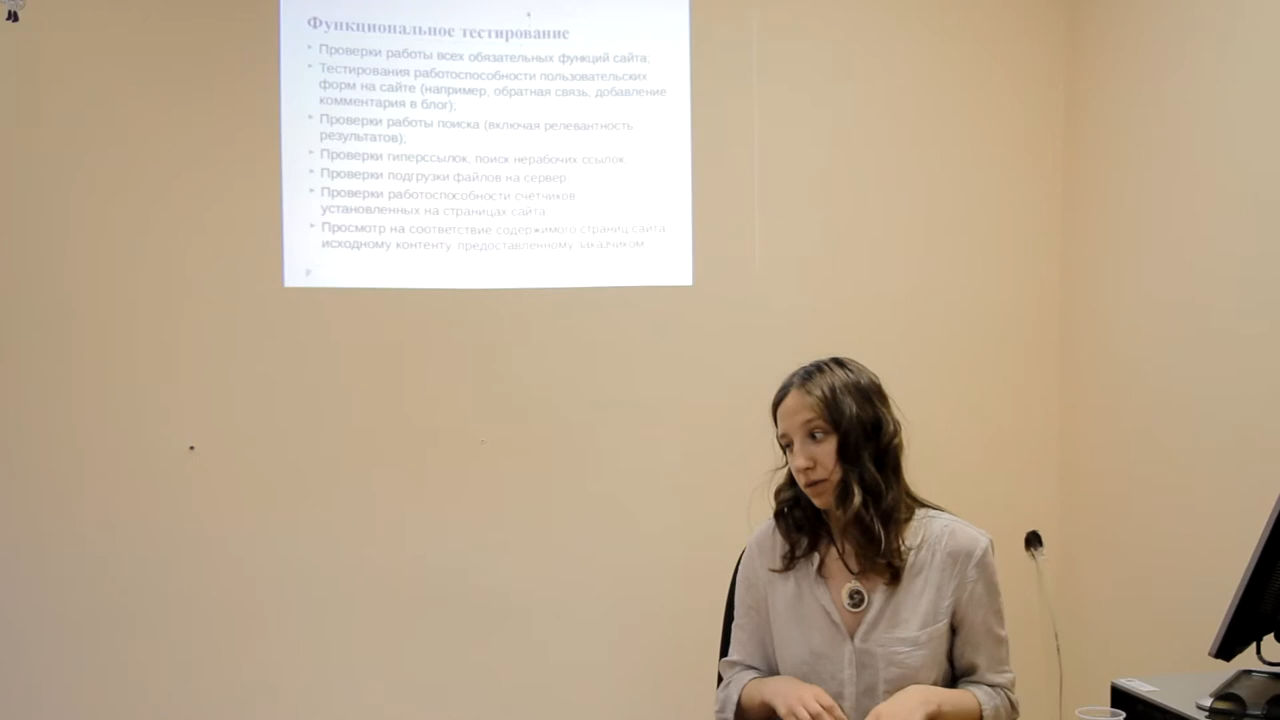 Функциональное тестирование
Проверки работы всех обязательных функций сайта;
Тестирования работоспособности пользовательских
форм на сайте (например, обратная связь, добавление
комментария в блог);
Проверки работы поиска (включая релевантность
результатов);
Проверки гиперссылок, поиск нерабочих ссылок;
Проверки подгрузки файлов на сервер
Проверки работоспособности счетчиков
установленных на страницах сайта
Просмотр на соответствие содержимого страниц сайта
исходному контенту, предоставленному заказчиком